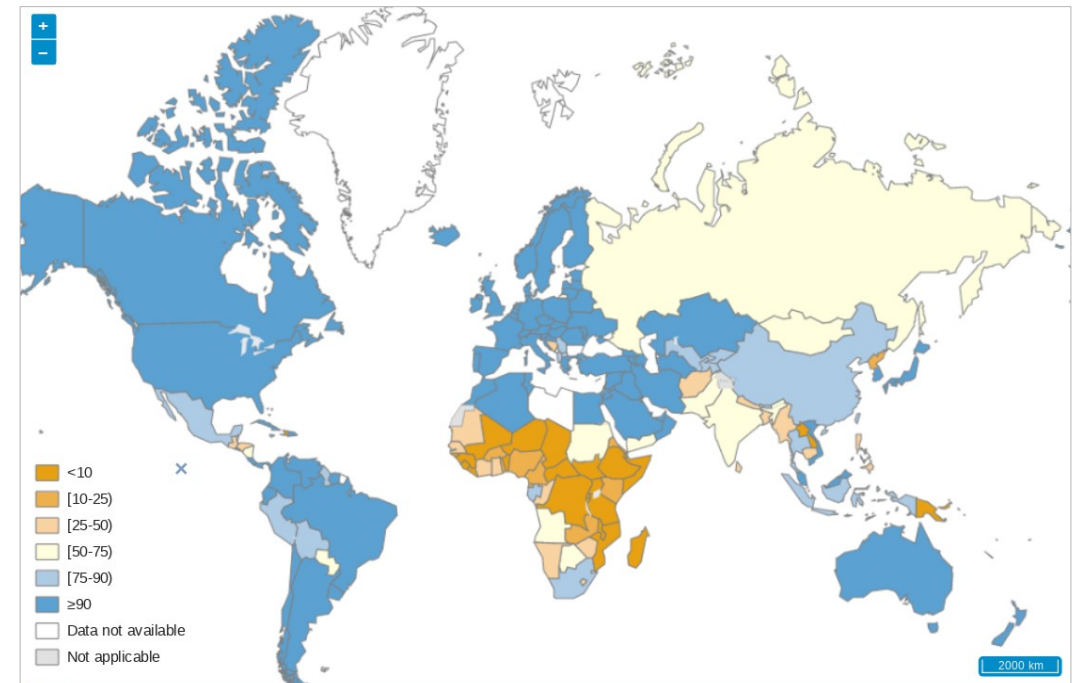 +
−
<10
[10-25)
[25-50)
[50-75)
[75-90)
≥90
Data not available
Not applicable
2000 km